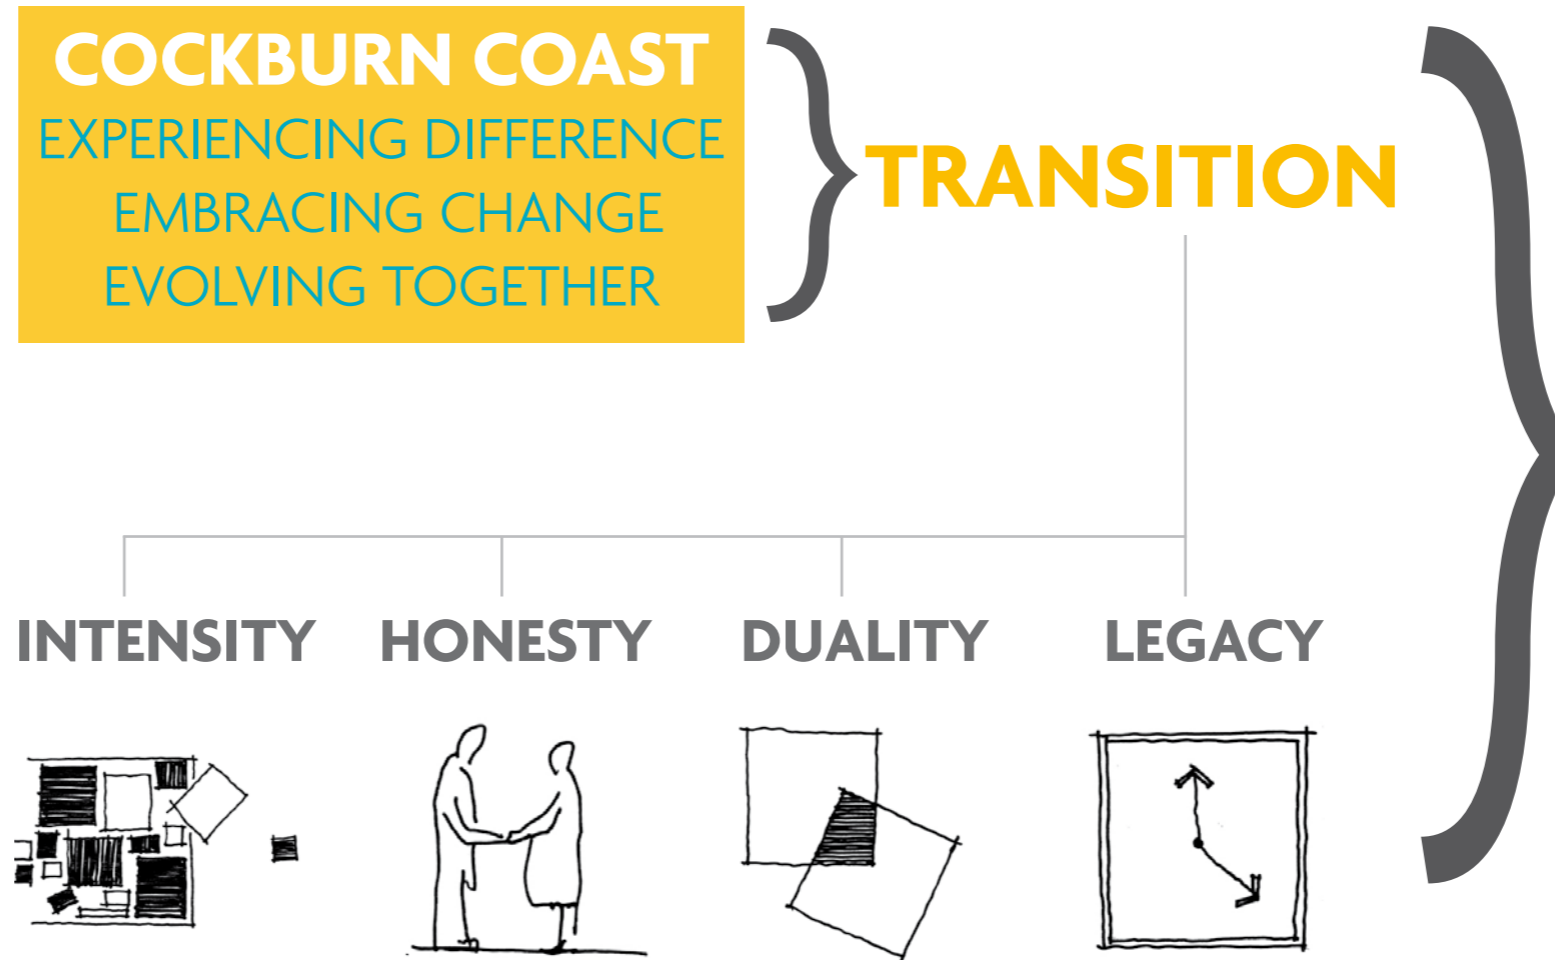 COCKBURN COAST
EXPERIENCING DIFFERENCE
EMBRACING CHANGE
EVOLVING TOGETHER
TRANSITION
INTENSITY
HONESTY
DUALITY
LEGACY